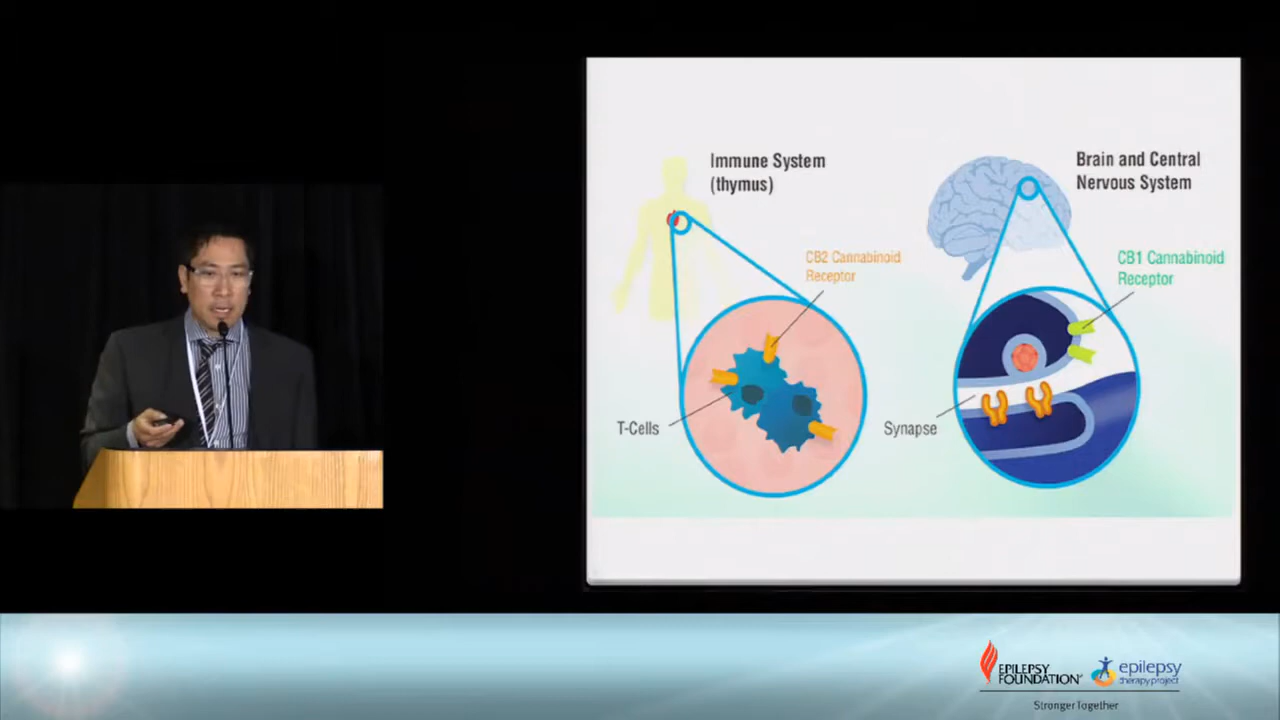 Immune System
(thymus)
CB2 Cannabinoid
Receptor
T-Cells
Brain and Central
Nervous System
CB1 Cannabinoid
Receptor
Synapse
EPILEPSY
FOUNDATION
epilepsy
therapy project
Stronger Together